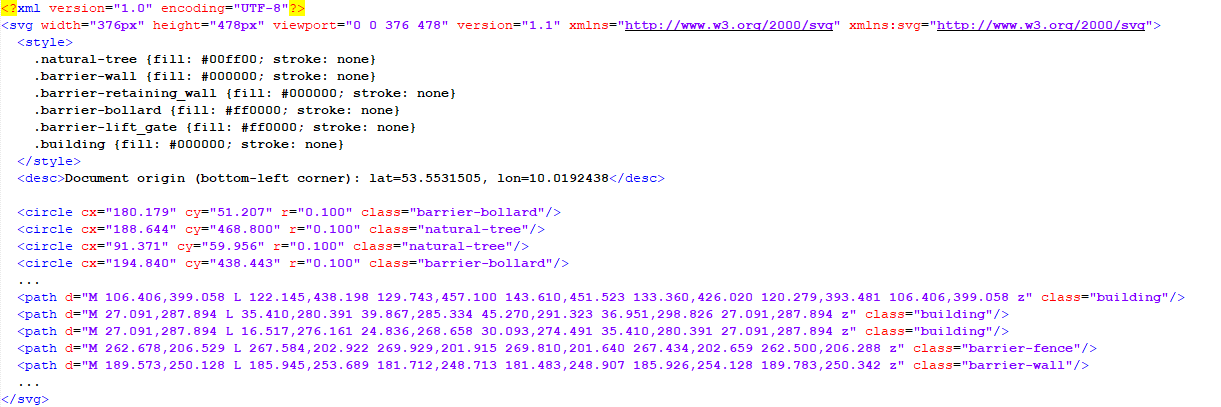 <?xml version="1.0" encoding="UTF-8"?>
<svg width="376px" height="478px" viewport="0 0 376 478" version="1.1" xmlns="http://www.w3.org/2000/svg" xmlns:svg="http://www.w3.org/2000/svg">
  <style>
    .natural-tree {fill: #00ff00; stroke: none}
    .barrier-wall {fill: #000000; stroke: none}
    .barrier-retaining_wall {fill: #000000; stroke: none}
    .barrier-bollard {fill: #ff0000; stroke: none}
    .barrier-lift_gate {fill: #ff0000; stroke: none}
    .building {fill: #000000; stroke: none}
  </style>
  <desc>Document origin (bottom-left corner): lat=53.5531505, lon=10.0192438</desc>

  <circle cx="180.179" cy="51.207" r="0.100" class="barrier-bollard"/>
  <circle cx="188.644" cy="468.800" r="0.100" class="natural-tree"/>
  <circle cx="91.371" cy="59.956" r="0.100" class="natural-tree"/>
  <circle cx="194.840" cy="438.443" r="0.100" class="barrier-bollard"/>
  ...
  <path d="M 106.406,399.058 L 122.145,438.198 129.743,457.100 143.610,451.523 133.360,426.020 120.279,393.481 106.406,399.058 z" class="building"/>
  <path d="M 27.091,287.894 L 35.410,280.391 39.867,285.334 45.270,291.323 36.951,298.826 27.091,287.894 z" class="building"/>
  <path d="M 27.091,287.894 L 16.517,276.161 24.836,268.658 30.093,274.491 35.410,280.391 27.091,287.894 z" class="building"/>
  <path d="M 262.678,206.529 L 267.584,202.922 269.929,201.915 269.810,201.640 267.434,202.659 262.500,206.288 z" class="barrier-fence"/>
  <path d="M 189.573,250.128 L 185.945,253.689 181.712,248.713 181.483,248.907 185.926,254.128 189.783,250.342 z" class="barrier-wall"/>
  ...
</svg>